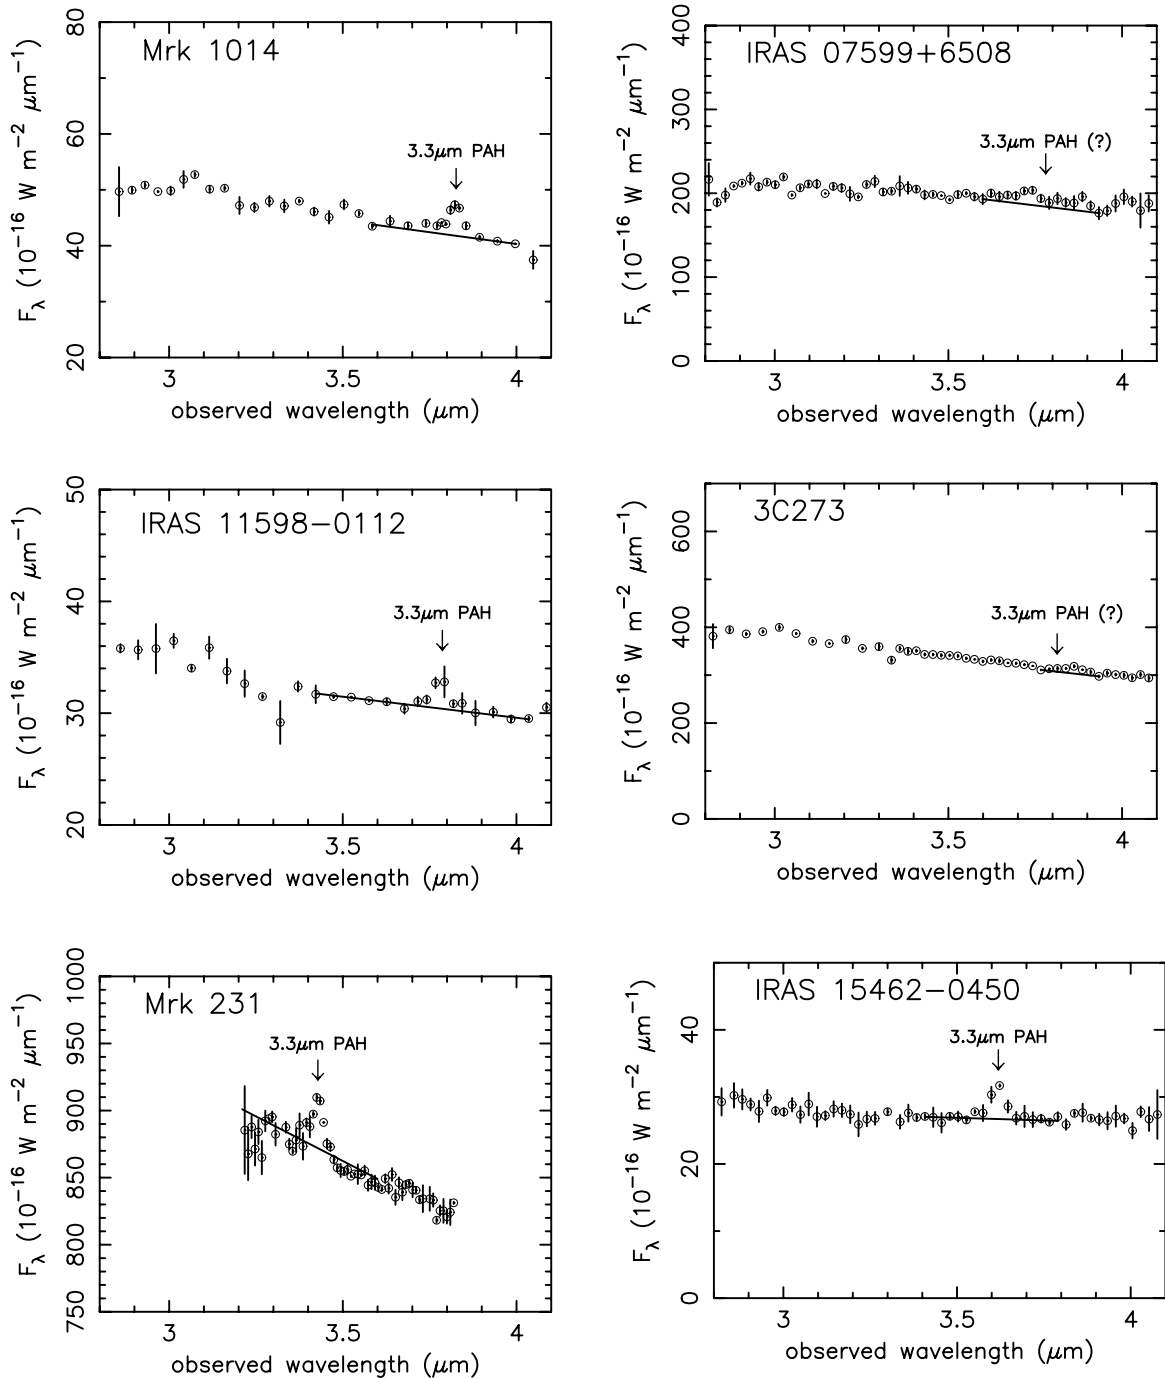 Mrk 1014
3.3μm PAH
80
60
40
20
3
3.5
4
F_λ (10⁻¹⁶ W m⁻² μm⁻¹)
observed wavelength (μm)
IRAS 07599+6508
3.3μm PAH (?)
400
300
200
100
0
3
3.5
4
F_λ (10⁻¹⁶ W m⁻² μm⁻¹)
observed wavelength (μm)
IRAS 11598−0112
3.3μm PAH
50
40
30
20
3
3.5
4
F_λ (10⁻¹⁶ W m⁻² μm⁻¹)
observed wavelength (μm)
3C273
3.3μm PAH (?)
600
400
200
0
3
3.5
4
F_λ (10⁻¹⁶ W m⁻² μm⁻¹)
observed wavelength (μm)
Mrk 231
3.3μm PAH
1000
950
900
850
800
750
3
3.5
4
F_λ (10⁻¹⁶ W m⁻² μm⁻¹)
observed wavelength (μm)
IRAS 15462−0450
3.3μm PAH
40
20
0
3
3.5
4
F_λ (10⁻¹⁶ W m⁻² μm⁻¹)
observed wavelength (μm)